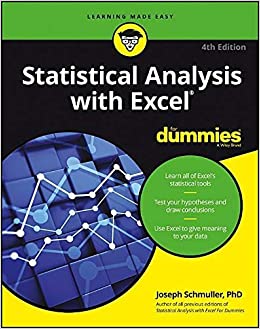 LEARNING MADE EASY
4th Edition
Statistical Analysis
with Excel®
for
dummies®
A Wiley Brand
Learn all of Excel's
statistical tools
Test your hypotheses and
draw conclusions
Use Excel to give meaning
to your data
Joseph Schmuller, PhD
Author of all previous editions of
Statistical Analysis with Excel For Dummies